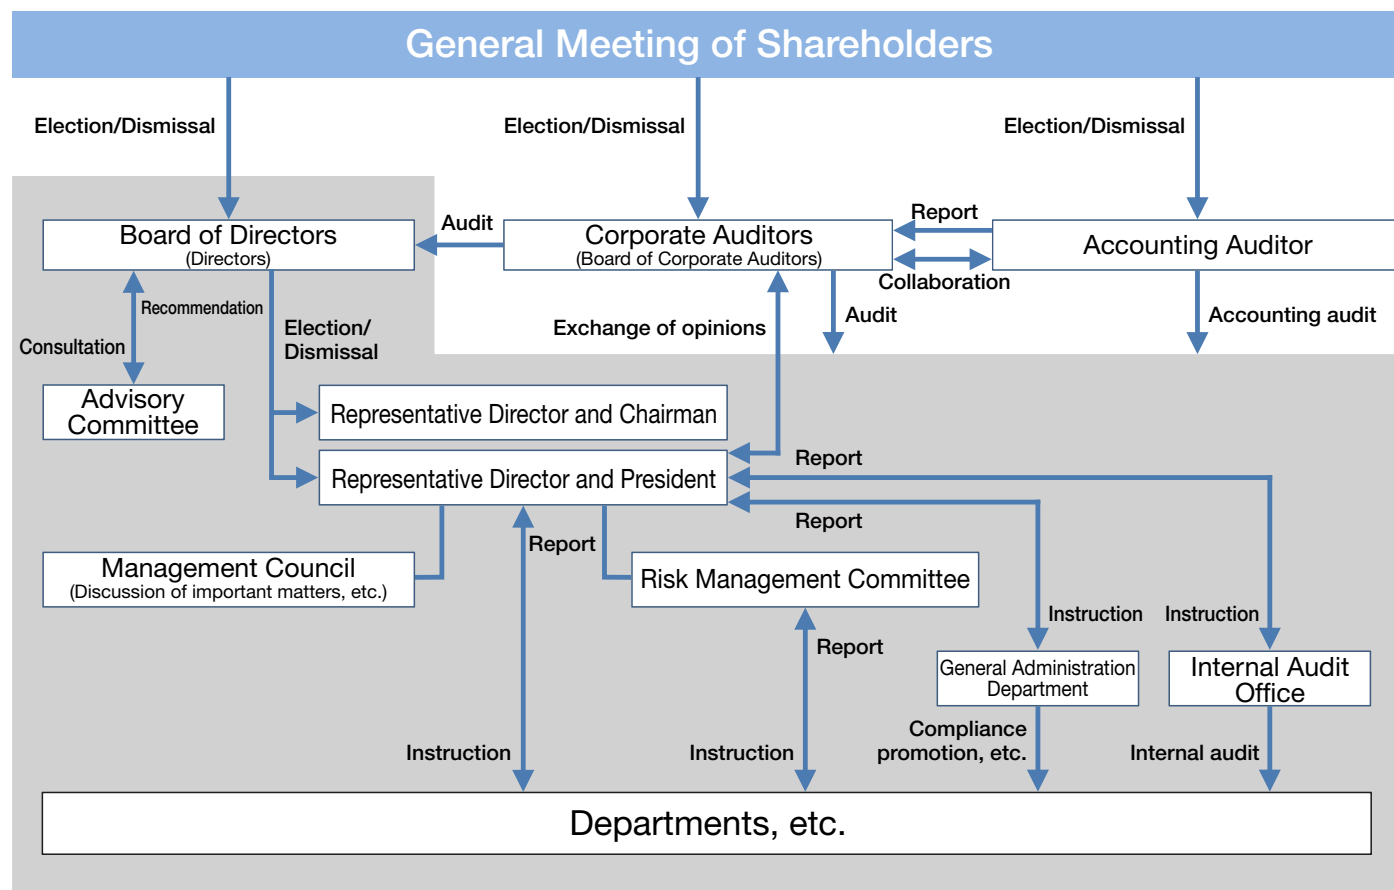 General Meeting of Shareholders
Election/Dismissal
Election/Dismissal
Election/Dismissal
Board of Directors
(Directors)
Audit
Corporate Auditors
(Board of Corporate Auditors)
Report
Collaboration
Accounting Auditor
Recommendation
Consultation
Election/
Dismissal
Exchange of opinions
Audit
Accounting audit
Advisory
Committee
Representative Director and Chairman
Representative Director and President
Report
Report
Management Council
(Discussion of important matters, etc.)
Report
Risk Management Committee
Report
Instruction
Instruction
General Administration
Department
Internal Audit
Office
Instruction
Instruction
Compliance
promotion, etc.
Internal audit
Departments, etc.